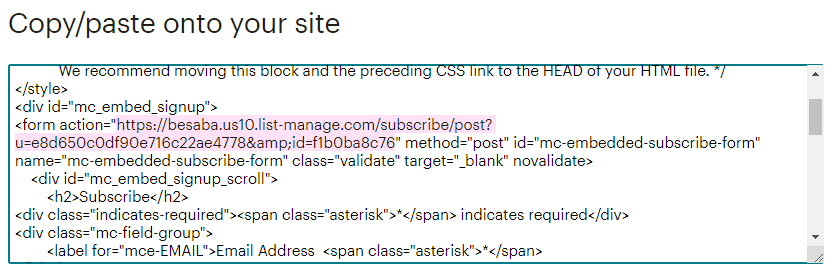 Copy/paste onto your site
We recommend moving this block and the preceding CSS link to the HEAD of your HTML file. */
</style>
<div id="mc_embed_signup">
<form action="https://besaba.us10.list-manage.com/subscribe/post?
u=e8d650c0df90e716c22ae4778&amp;id=f1b0ba8c76" method="post" id="mc-embedded-subscribe-form"
name="mc-embedded-subscribe-form" class="validate" target="_blank" novalidate>
<div id="mc_embed_signup_scroll">
<h2>Subscribe</h2>
<div class="indicates-required"><span class="asterisk">*</span> indicates required</div>
<div class="mc-field-group">
<label for="mce-EMAIL">Email Address  <span class="asterisk">*</span>